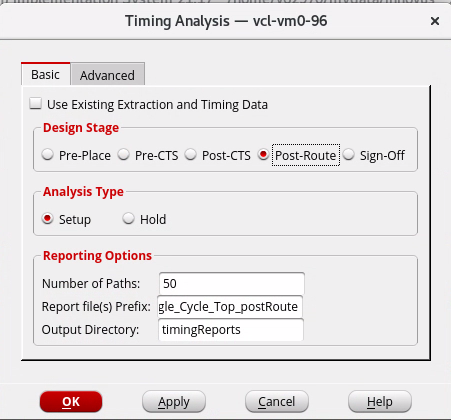 Timing Analysis — vcl-vm0-96
Basic Advanced
Use Existing Extraction and Timing Data
Design Stage
Pre-Place Pre-CTS Post-CTS Post-Route Sign-Off
Analysis Type
Setup Hold
Reporting Options
Number of Paths: 50
Report file(s) Prefix: gle_Cycle_Top_postRoute
Output Directory: timingReports
OK Apply Cancel Help